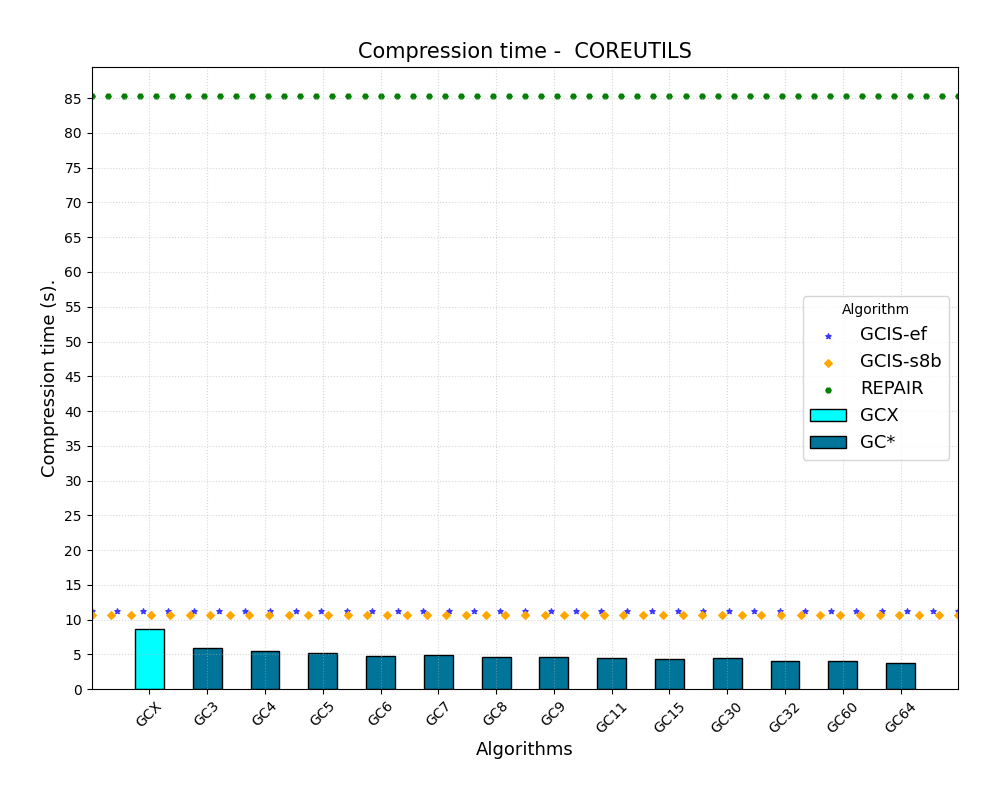 Compression time -  COREUTILS
Compression time (s).
85
80
75
70
65
60
55
50
45
40
35
30
25
20
15
10
5
0
Algorithm
GCIS-ef
GCIS-s8b
REPAIR
GCX
GC*
GCX
GC3
GC4
GC5
GC6
GC7
GC8
GC9
GC11
GC15
GC30
GC32
GC60
GC64
Algorithms